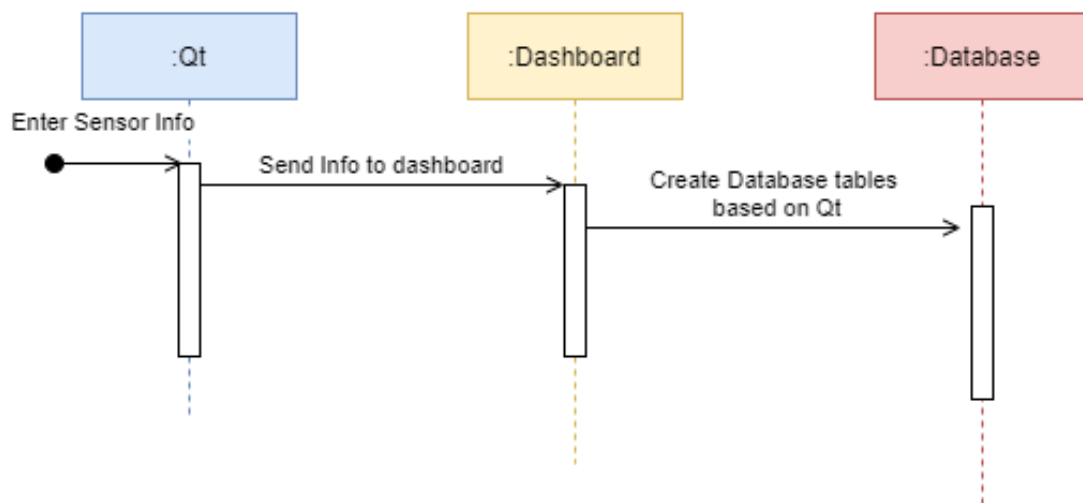 :Qt
:Dashboard
:Database
Enter Sensor Info
Send Info to dashboard
Create Database tables
based on Qt